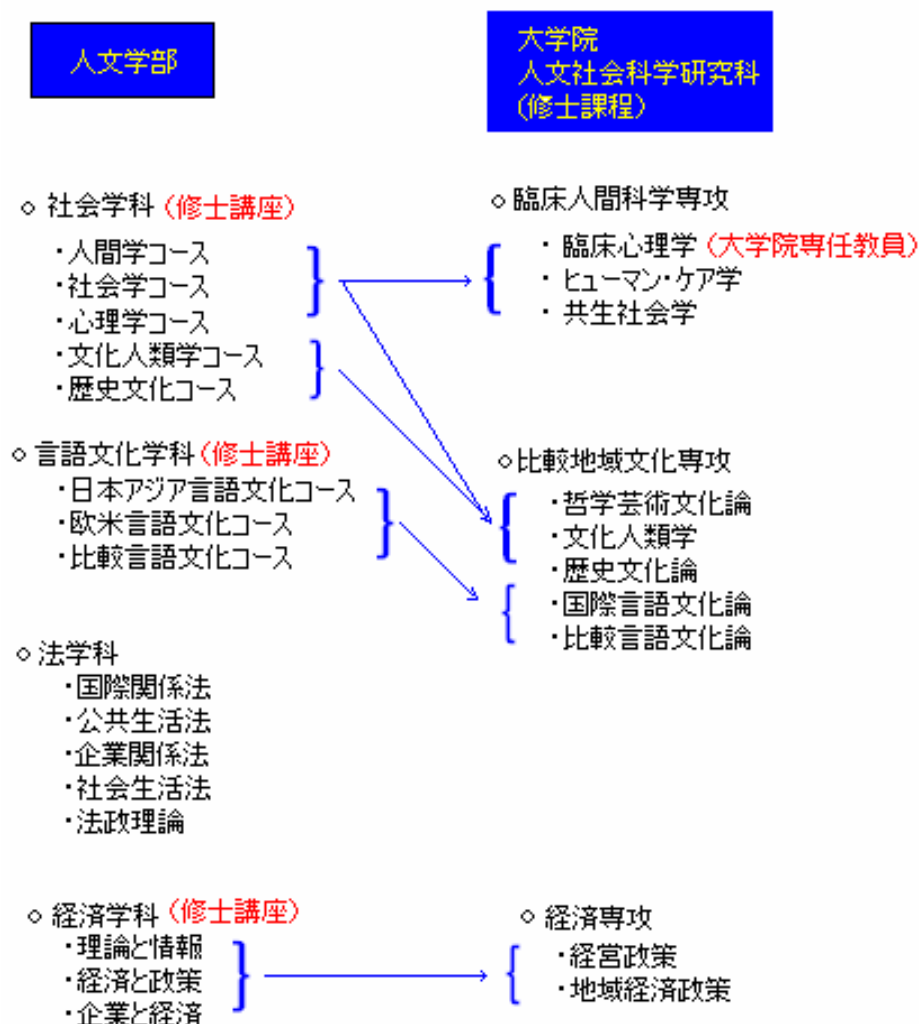 人文学部
大学院
人文社会科学研究科
(修士課程)
○ 社会学科 (修士講座)
・人間学コース
・社会学コース
・心理学コース
・文化人類学コース
・歴史文化コース
○ 言語文化学科 (修士講座)
・日本アジア言語文化コース
・欧米言語文化コース
・比較言語文化コース
○ 法学科
・国際関係法
・公共生活法
・企業関係法
・社会生活法
・法政理論
○ 経済学科 (修士講座)
・理論と情報
・経済と政策
・企業と経済
○ 臨床人間科学専攻
・臨床心理学 (大学院専任教員)
・ヒューマン・ケア学
・共生社会学
○比較地域文化専攻
・哲学芸術文化論
・文化人類学
・歴史文化論
・国際言語文化論
・比較言語文化論
○ 経済専攻
・経営政策
・地域経済政策